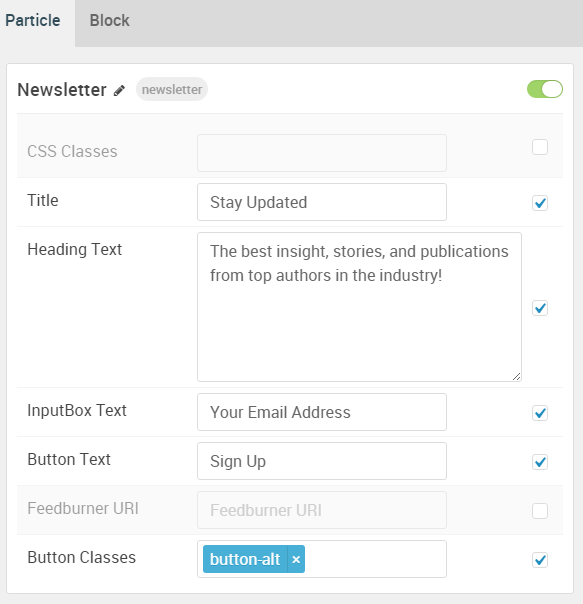 Particle Block
Newsletter newsletter
CSS Classes
Title Stay Updated
Heading Text The best insight, stories, and publications
from top authors in the industry!
InputBox Text Your Email Address
Button Text Sign Up
Feedburner URI Feedburner URI
Button Classes button-alt ×